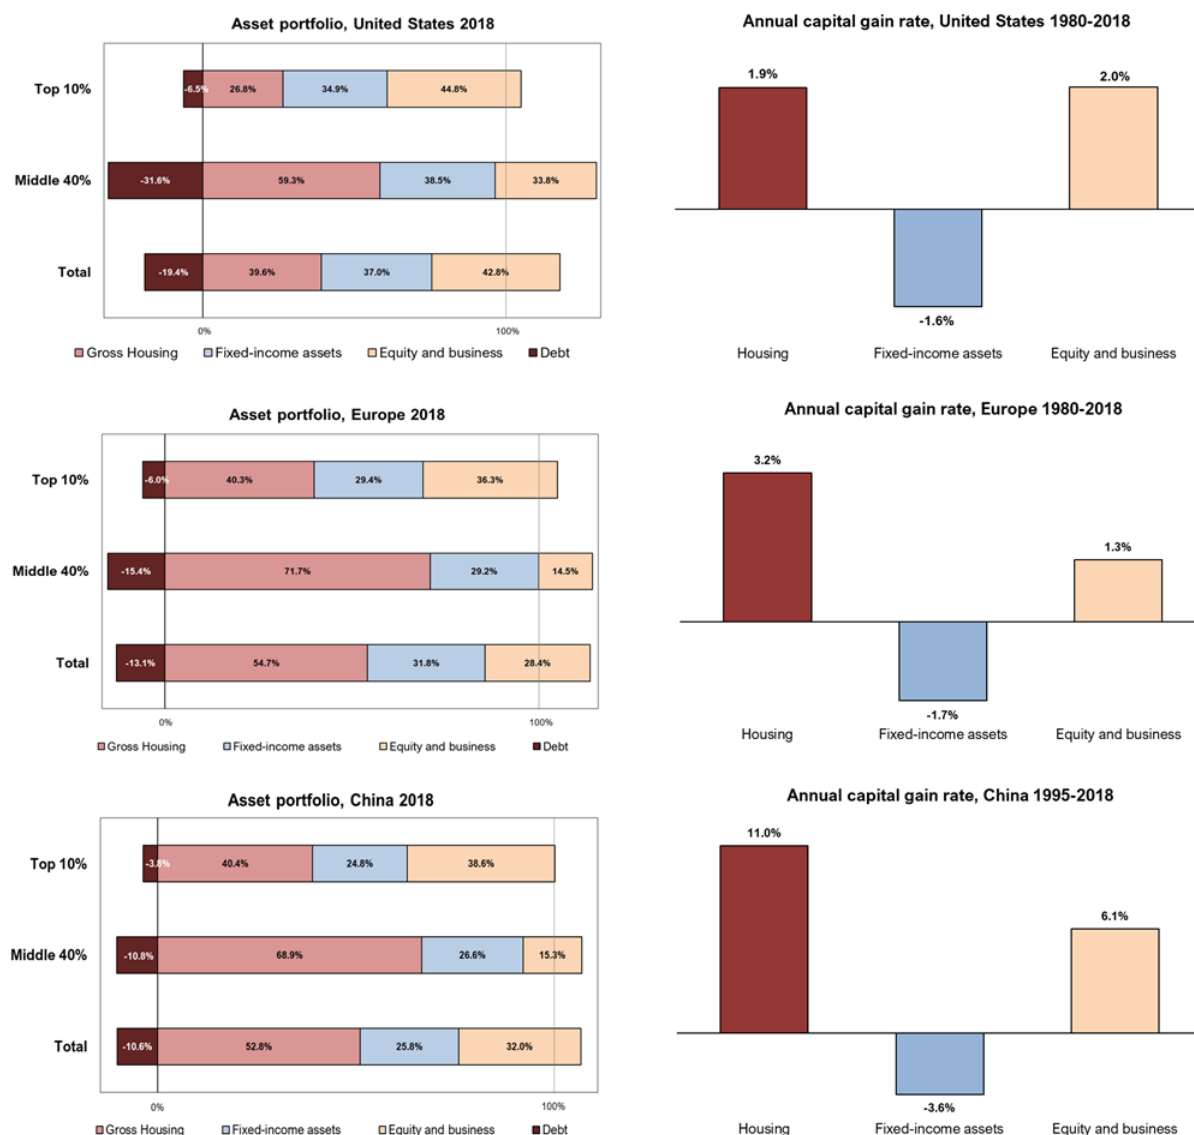 Asset portfolio, United States 2018
Top 10%
-6.5% 26.8% 34.9% 44.8%
Middle 40%
-31.6% 59.3% 38.5% 33.8%
Total
-19.4% 39.6% 37.0% 42.8%
0% 100%
Gross Housing Fixed-income assets Equity and business Debt
Annual capital gain rate, United States 1980-2018
1.9%
2.0%
-1.6%
Housing Fixed-income assets Equity and business
Asset portfolio, Europe 2018
Top 10%
-6.0% 40.3% 29.4% 36.3%
Middle 40%
-15.4% 71.7% 29.2% 14.5%
Total
-13.1% 54.7% 31.8% 28.4%
0% 100%
Gross Housing Fixed-income assets Equity and business Debt
Annual capital gain rate, Europe 1980-2018
3.2%
1.3%
-1.7%
Housing Fixed-income assets Equity and business
Asset portfolio, China 2018
Top 10%
-3.8% 40.4% 24.8% 38.6%
Middle 40%
-10.8% 68.9% 26.6% 15.3%
Total
-10.6% 52.8% 25.8% 32.0%
0% 100%
Gross Housing Fixed-income assets Equity and business Debt
Annual capital gain rate, China 1995-2018
11.0%
6.1%
-3.6%
Housing Fixed-income assets Equity and business